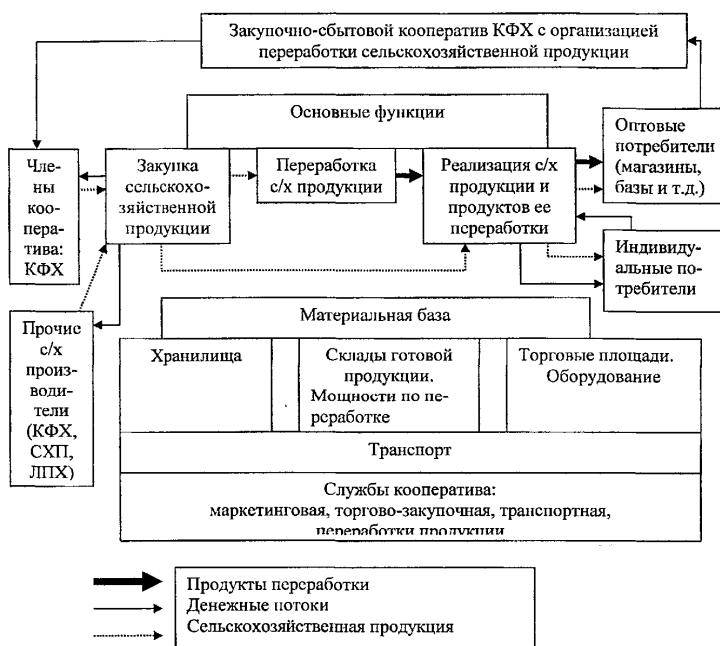 Закупочно-сбытовой кооператив КФХ с организацией
переработки сельскохозяйственной продукции
Основные функции
Чле-
ны
коо-
пера-
тива:
КФХ
Закупка
сельскохо-
зяйственной
продукции
Переработка
с/х продукции
Реализация с/х
продукции и
продуктов ее
переработки
Оптовые
потребители
(магазины,
базы и т.д.)
Индивиду-
альные по-
требители
Прочие
с/х
произ-
води-
тели
(КФХ,
СХП,
ЛПХ)
Материальная база
Хранилища
Склады готовой
продукции.
Мощности по пе-
реработке
Торговые площади.
Оборудование
Транспорт
Службы кооператива:
маркетинговая, торгово-закупочная, транспортная,
переработки продукции
Продукты переработки
Денежные потоки
Сельскохозяйственная продукция